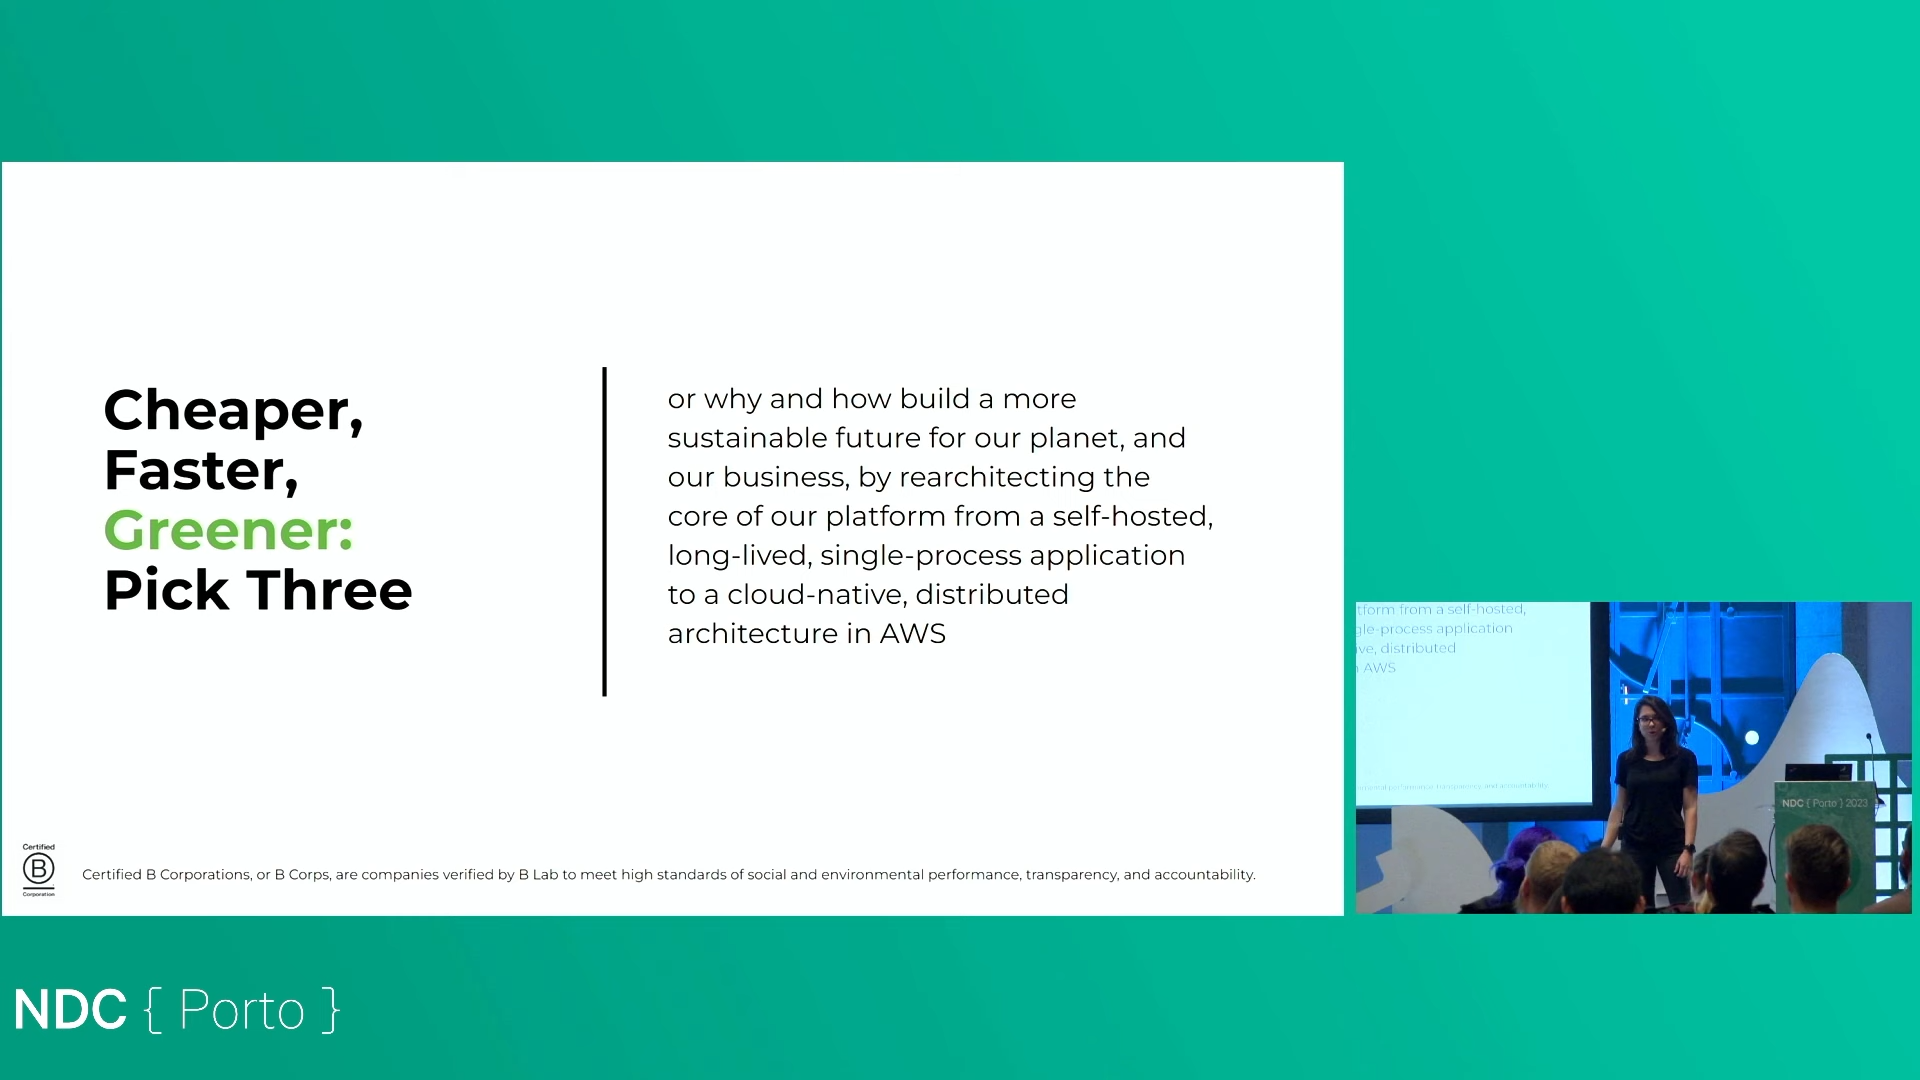 Cheaper,
Faster,
Greener:
Pick Three
or why and how build a more
sustainable future for our planet, and
our business, by rearchitecting the
core of our platform from a self-hosted,
long-lived, single-process application
to a cloud-native, distributed
architecture in AWS
Certified
B
Corporation
Certified B Corporations, or B Corps, are companies verified by B Lab to meet high standards of social and environmental performance, transparency, and accountability.
tform from a self-hosted,
gle-process application
ve, distributed
AWS
performance, transparency, and accountability.
NDC { Porto } 2023
NDC { Porto }